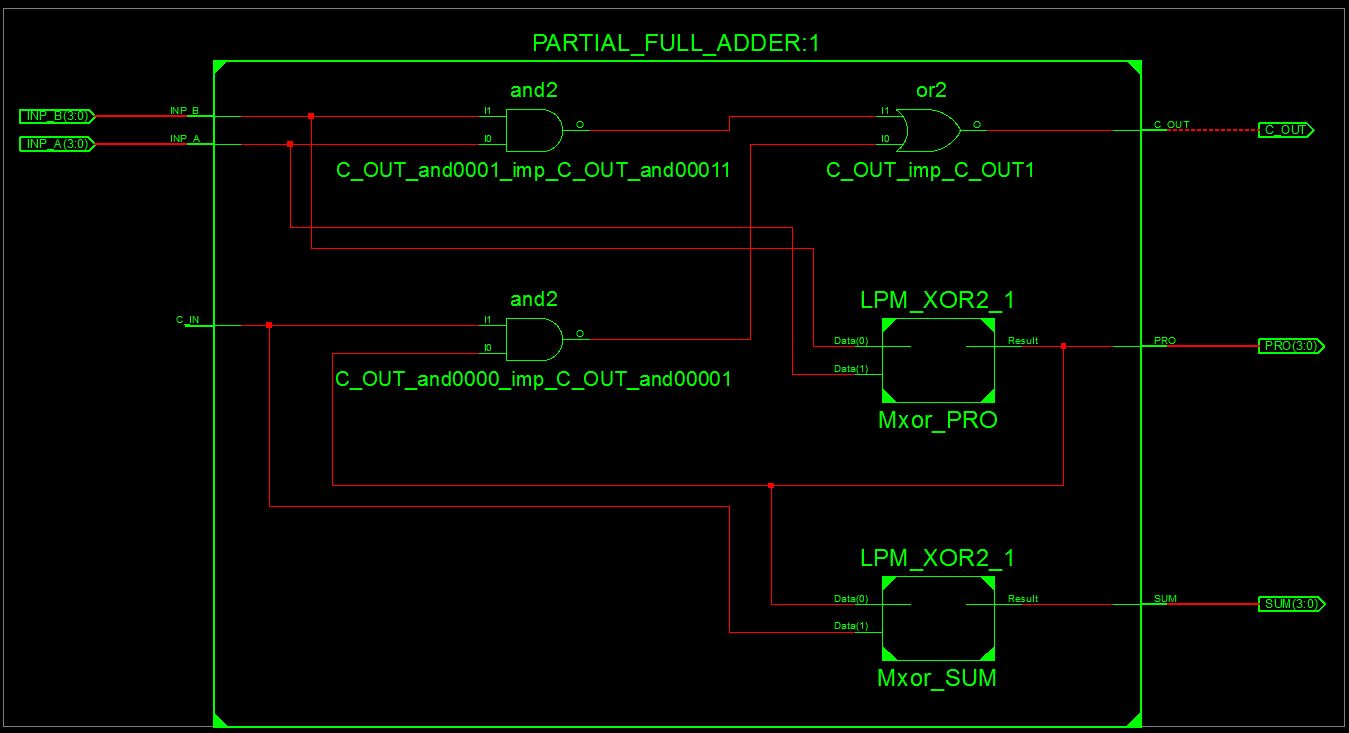 PARTIAL_FULL_ADDER:1
and2
or2
INP_B(3:0)
INP_B
I1
O
I1
O
C_OUT
C_OUT
INP_A(3:0)
INP_A
I0
I0
C_OUT_and0001_imp_C_OUT_and00011
C_OUT_imp_C_OUT1
and2
LPM_XOR2_1
C_IN
I1
O
I0
Data(0)
Result
PRO
PRO(3:0)
Data(1)
C_OUT_and0000_imp_C_OUT_and00001
Mxor_PRO
LPM_XOR2_1
Data(0)
Result
SUM
SUM(3:0)
Data(1)
Mxor_SUM